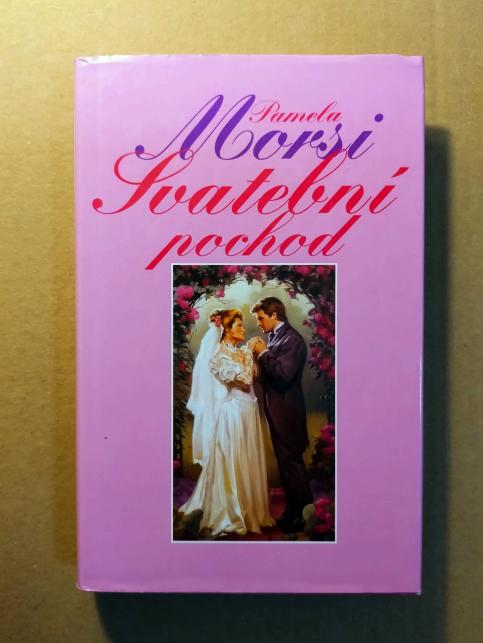 Pamela
Morsi
Svatební
pochod